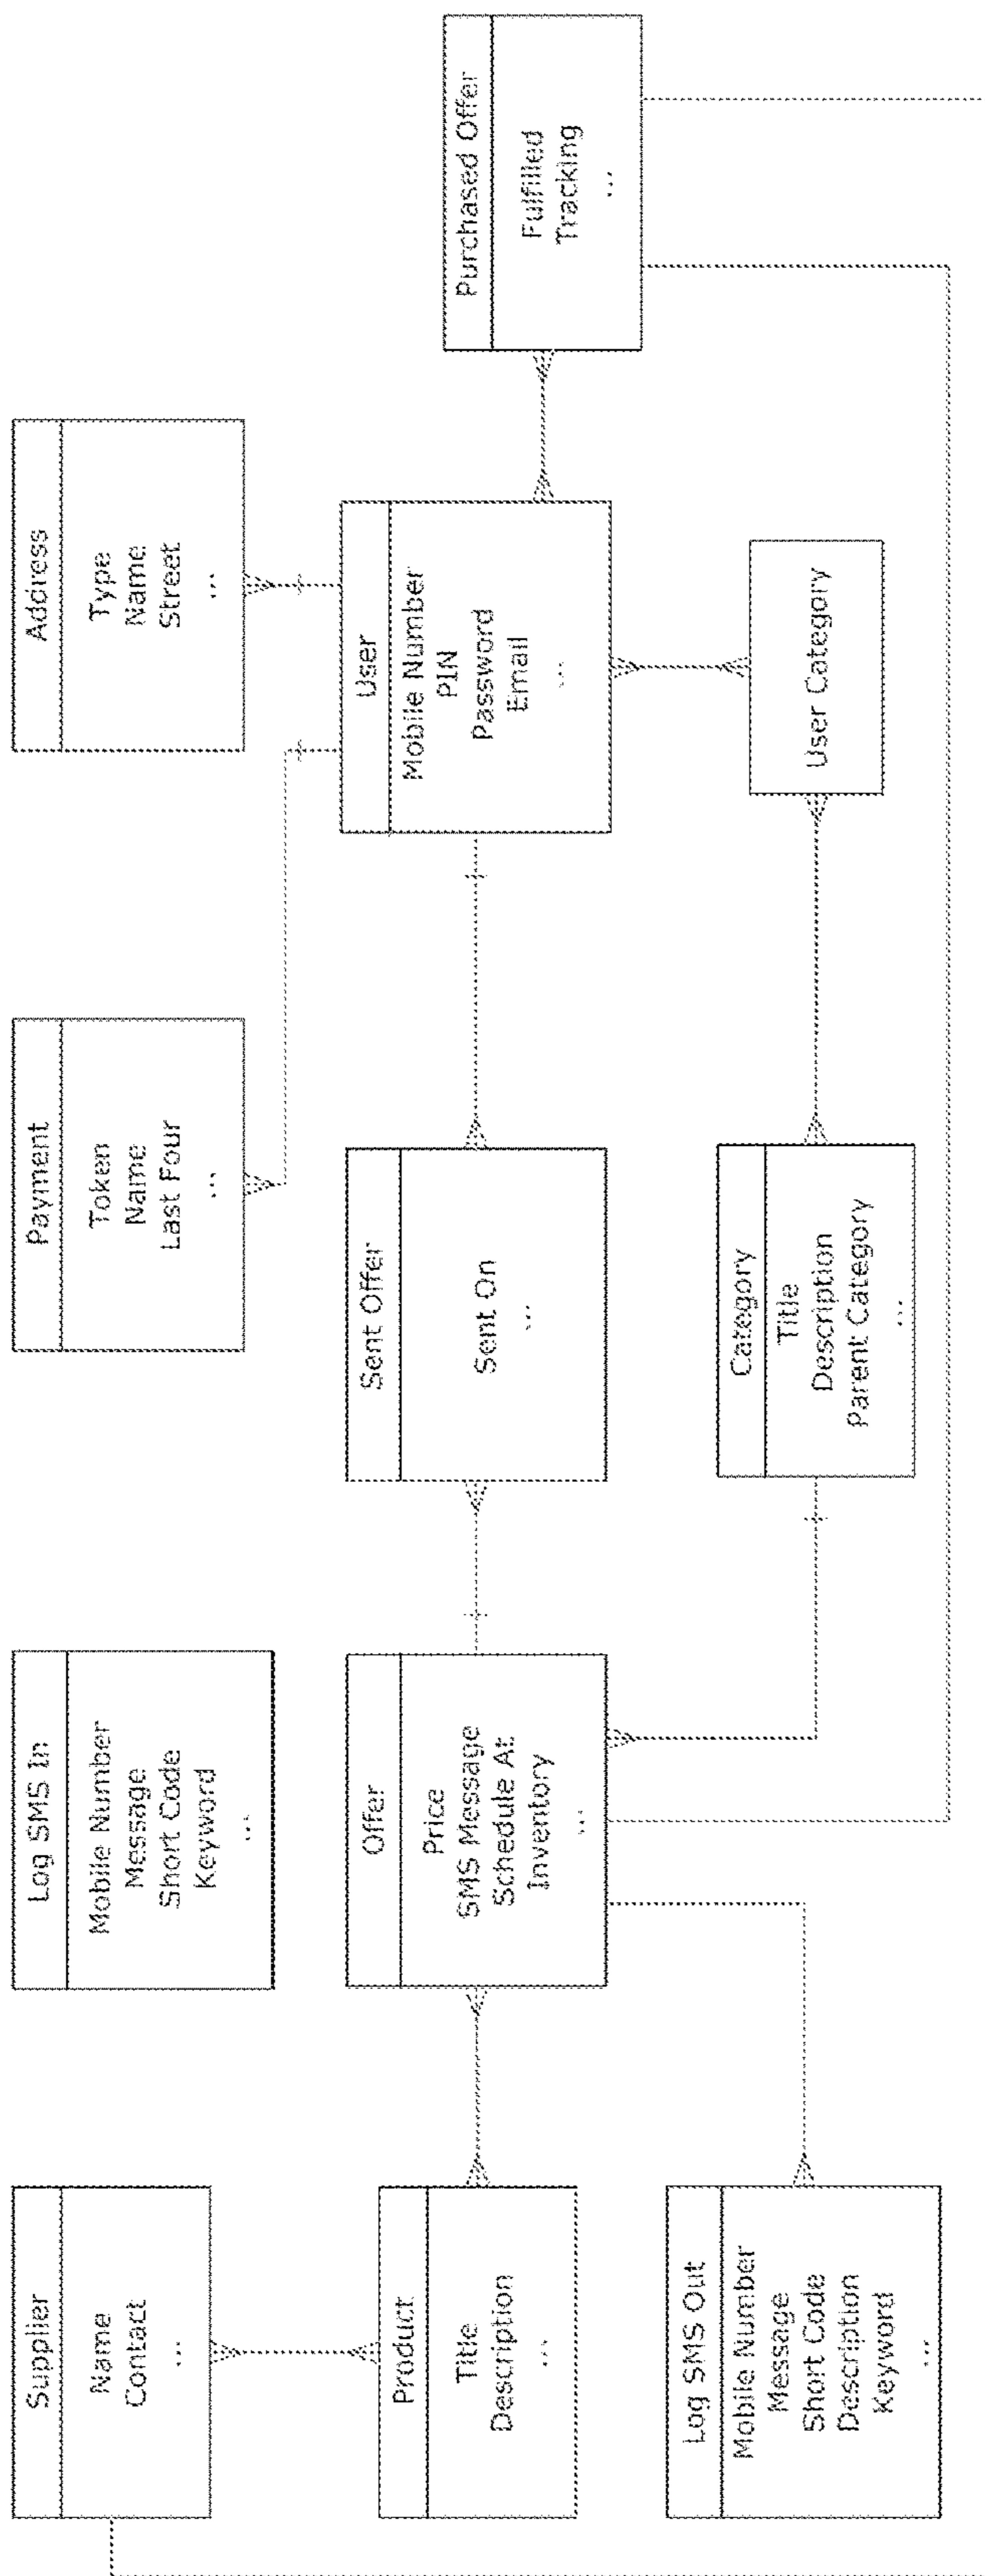 Supplier
Name
Contact
...
Log SMS In
Mobile Number
Message
Short Code
Keyword
...
Payment
Token
Name
Last Four
...
Address
Type
Name
Street
...
Product
Title
Description
...
Offer
Price
SMS Message
Schedule At
Inventory
...
Sent Offer
Sent On
...
User
Mobile Number
PIN
Password
Email
...
Purchased Offer
Fulfilled
Tracking
...
Log SMS Out
Mobile Number
Message
Short Code
Description
Keyword
...
Category
Title
Description
Parent Category
...
User Category